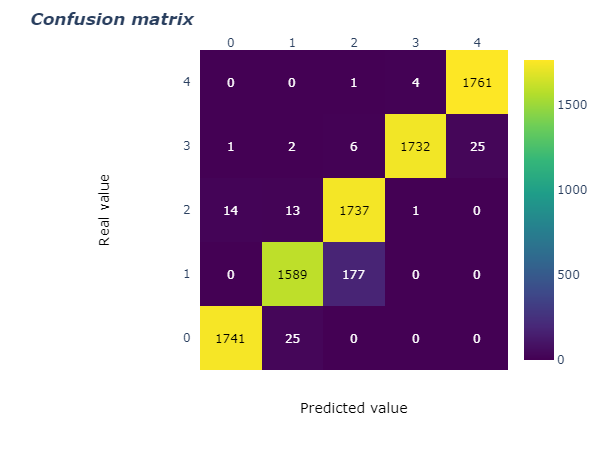 Confusion matrix
0 1 2 3 4
4 0 0 1 4 1761
3 1 2 6 1732 25
2 14 13 1737 1 0
1 0 1589 177 0 0
0 1741 25 0 0 0
Real value
Predicted value
1500
1000
500
0